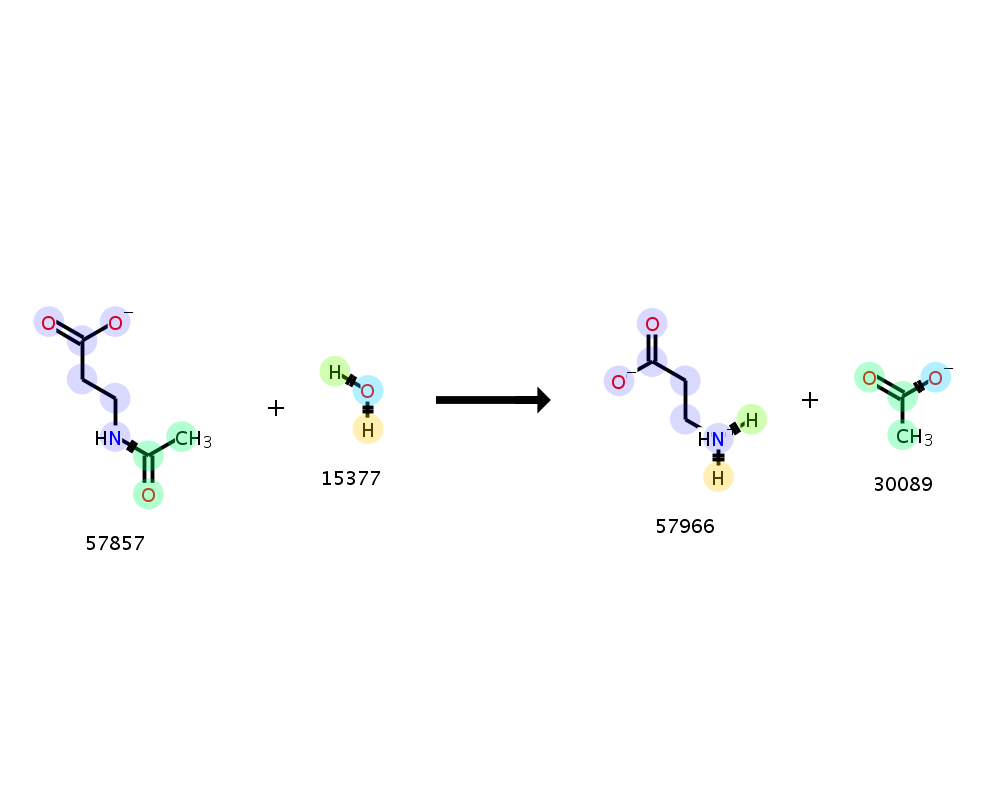 O O−
HN CH3
O
57857
+
H O
H
15377
O
O−
H
HN+
H
57966
+
O O−
CH3
30089